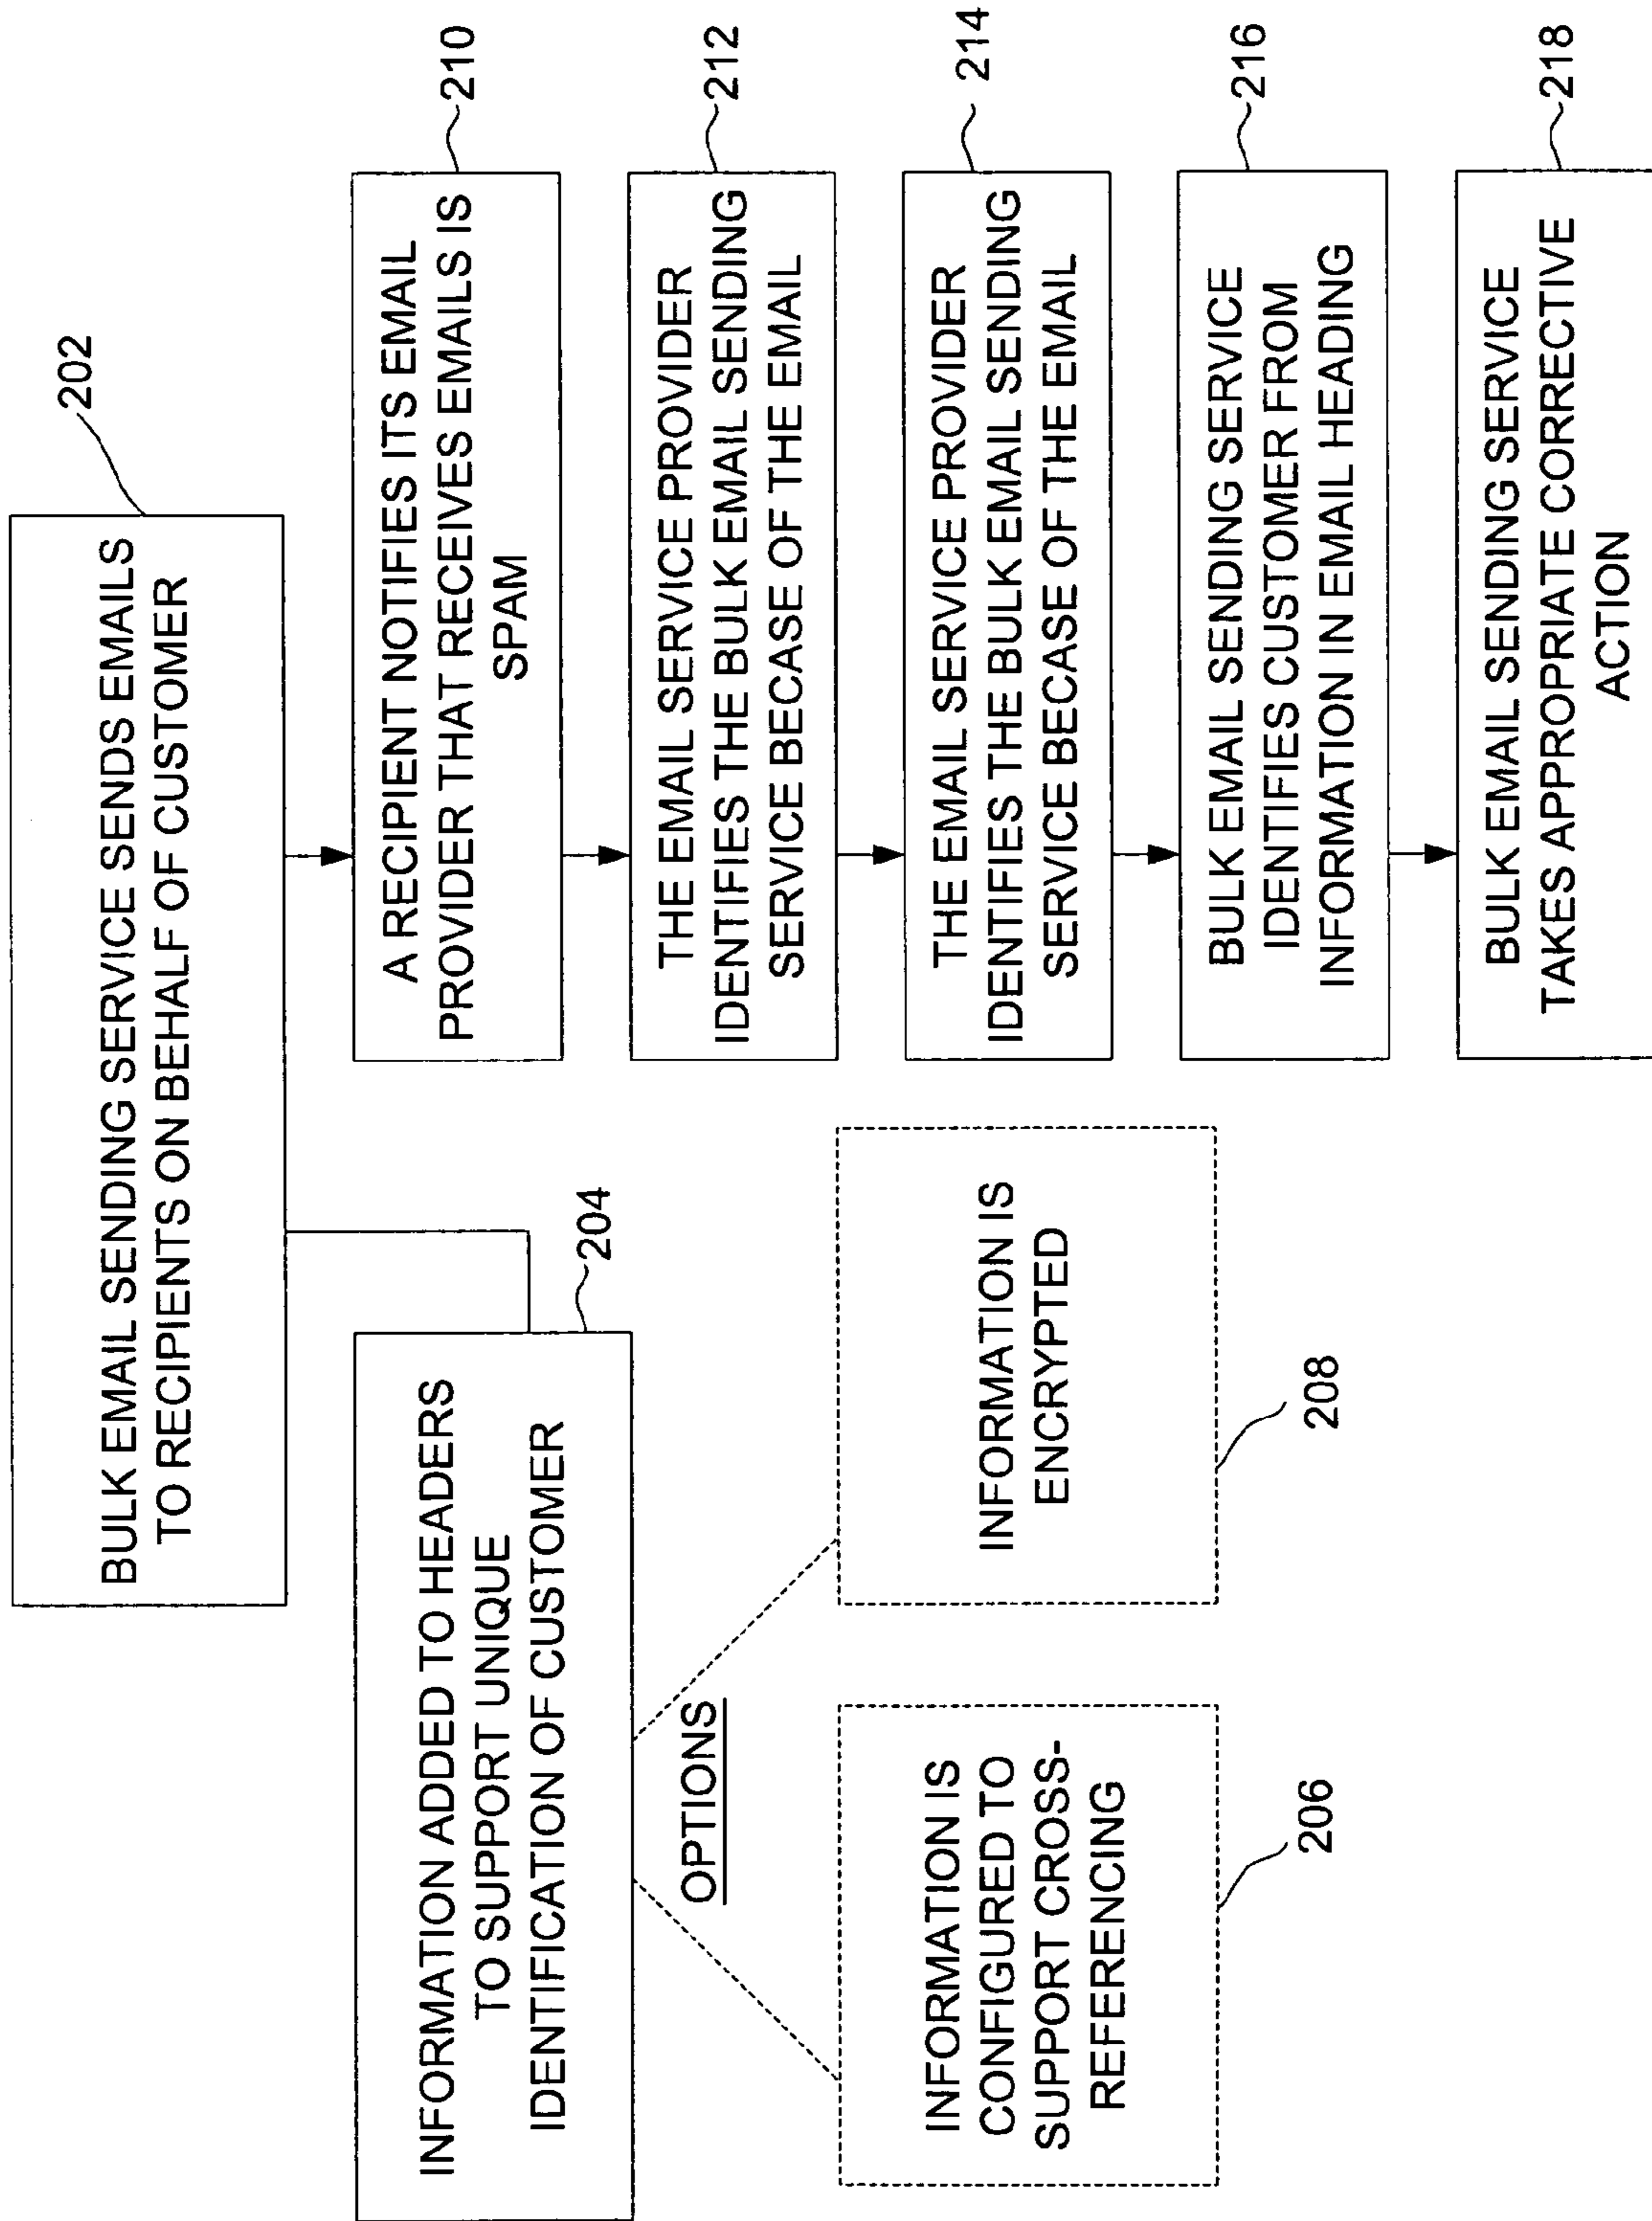 BULK EMAIL SENDING SERVICE SENDS EMAILS
TO RECIPIENTS ON BEHALF OF CUSTOMER
202
INFORMATION ADDED TO HEADERS
TO SUPPORT UNIQUE
IDENTIFICATION OF CUSTOMER
204
OPTIONS
INFORMATION IS
CONFIGURED TO
SUPPORT CROSS-
REFERENCING
206
INFORMATION IS
ENCRYPTED
208
A RECIPIENT NOTIFIES ITS EMAIL
PROVIDER THAT RECEIVES EMAILS IS
SPAM
210
THE EMAIL SERVICE PROVIDER
IDENTIFIES THE BULK EMAIL SENDING
SERVICE BECASE OF THE EMAIL
212
THE EMAIL SERVICE PROVIDER
IDENTIFIES THE BULK EMAIL SENDING
SERVICE BECASE OF THE EMAIL
214
BULK EMAIL SENDING SERVICE
IDENTIFIES CUSTOMER FROM
INFORMATION IN EMAIL HEADING
216
BULK EMAIL SENDING SERVICE
TAKES APPROPRIATE CORRECTIVE
ACTION
218